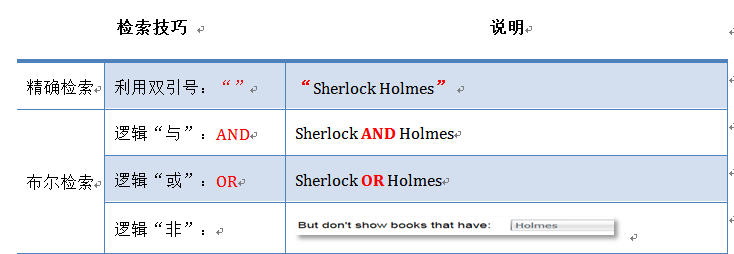 检索技巧 说明
精确检索 利用双引号：“” “Sherlock Holmes”
逻辑“与”：AND Sherlock AND Holmes
布尔检索 逻辑“或”：OR Sherlock OR Holmes
逻辑“非”： But don't show books that have: Holmes